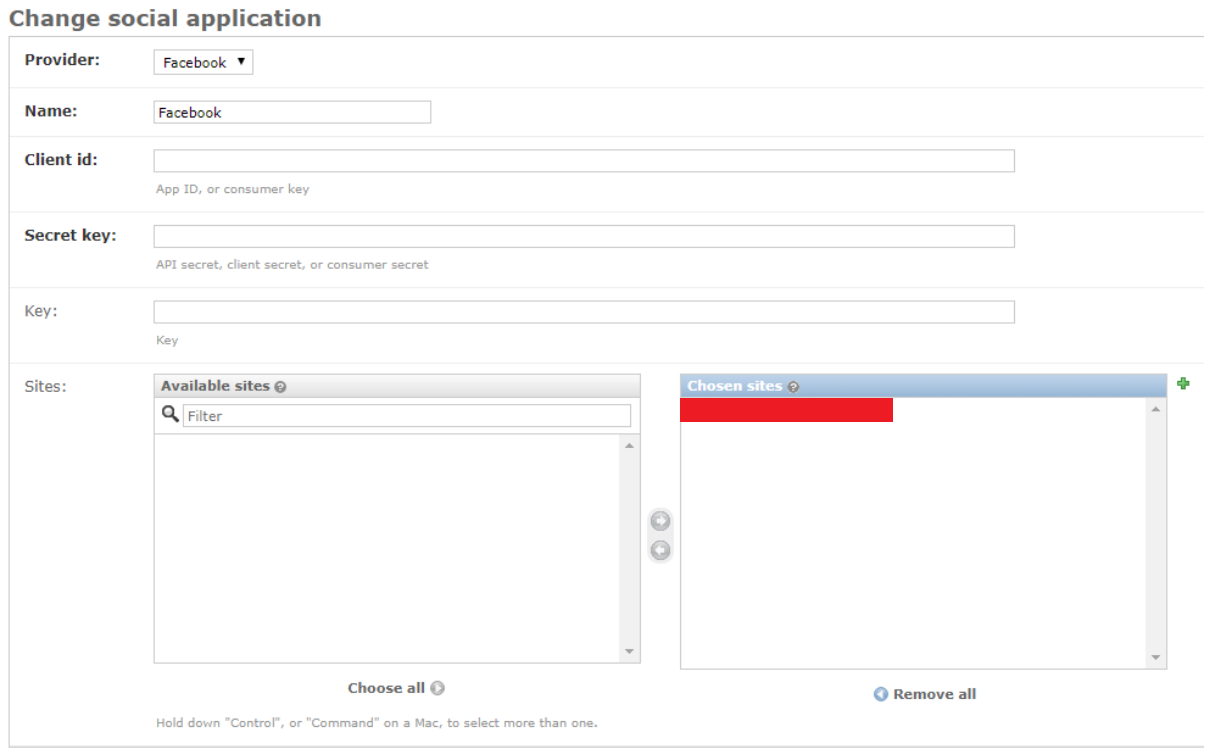 Change social application
Provider: Facebook
Name: Facebook
Client id:
App ID, or consumer key
Secret key:
API secret, client secret, or consumer secret
Key:
Key
Sites: Available sites Chosen sites
Filter
Choose all Remove all
Hold down "Control", or "Command" on a Mac, to select more than one.